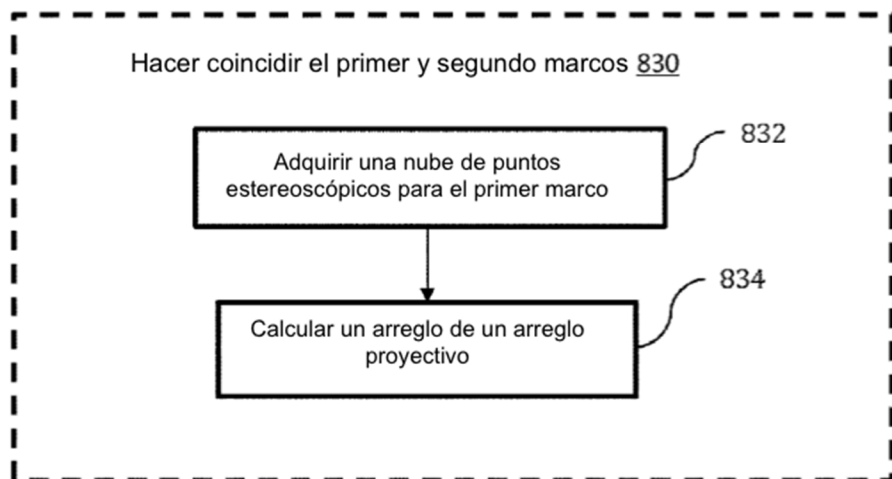 Hacer coincidir el primer y segundo marcos 830
832
Adquirir una nube de puntos
estereoscópicos para el primer marco
834
Calcular un arreglo de un arreglo
proyectivo